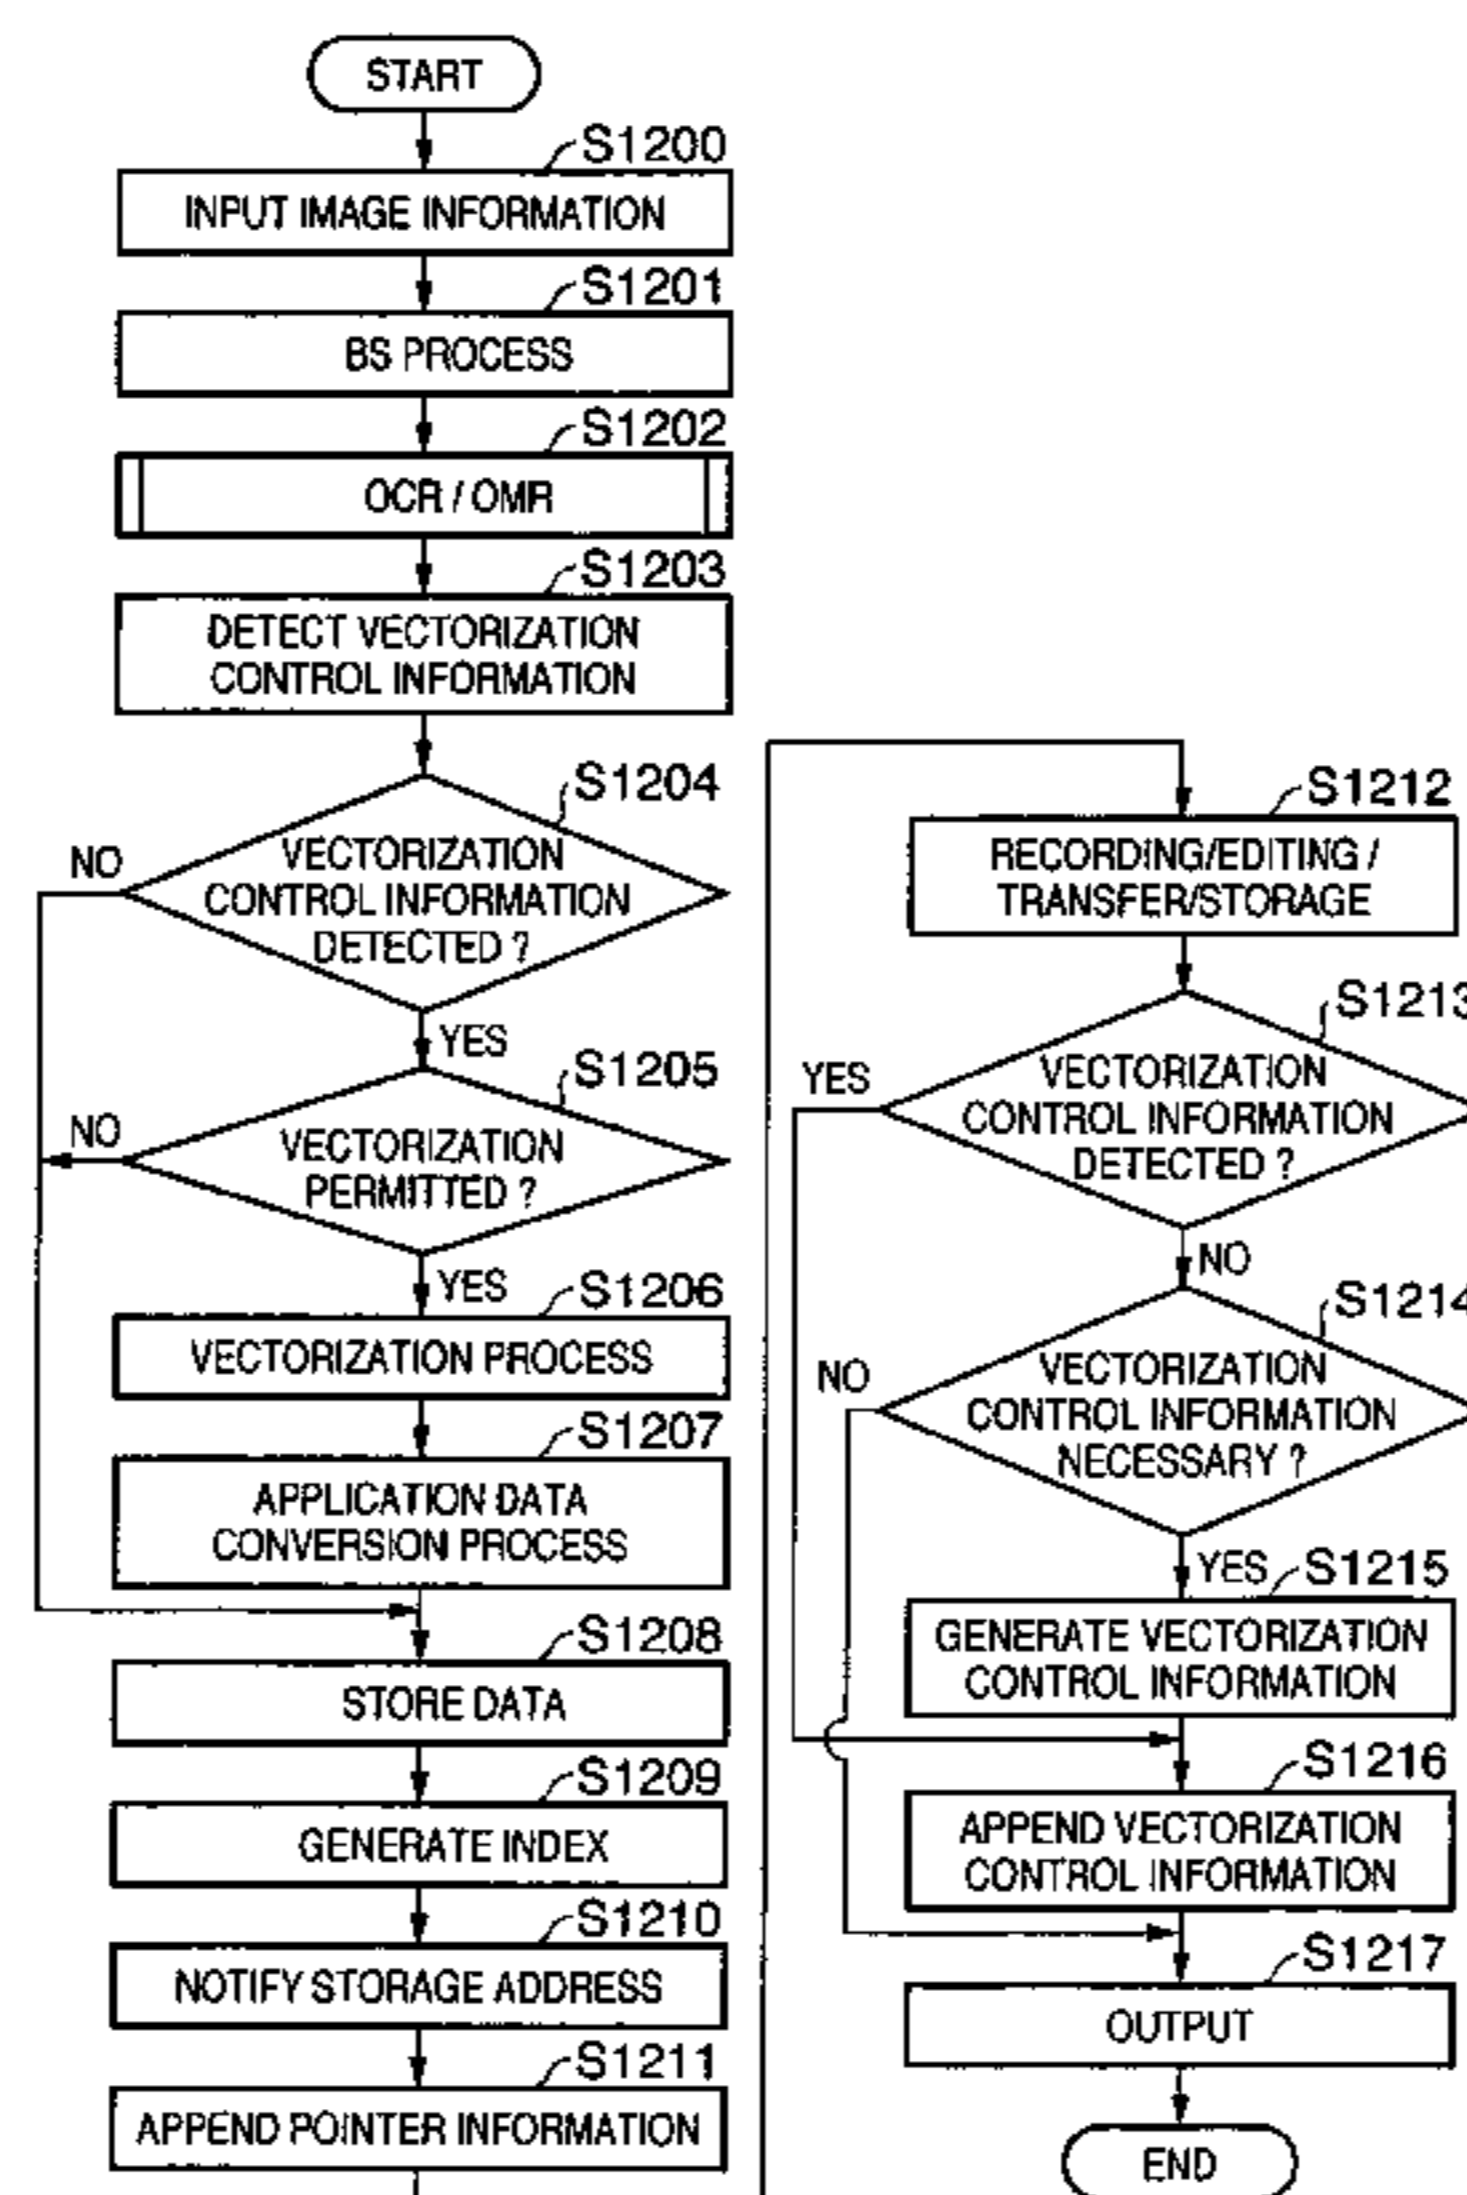 START
S1200
INPUT IMAGE INFORMATION
S1201
BS PROCESS
S1202
OCR / OMR
S1203
DETECT VECTORIZATION
CONTROL INFORMATION
S1204
NO
VECTORIZATION
CONTROL INFORMATION
DETECTED ?
YES
S1205
NO
VECTORIZATION
PERMITTED ?
YES
S1206
VECTORIZATION PROCESS
S1207
APPLICATION DATA
CONVERSION PROCESS
S1208
STORE DATA
S1209
GENERATE INDEX
S1210
NOTIFY STORAGE ADDRESS
S1211
APPEND POINTER INFORMATION
S1212
RECORDING/EDITING /
TRANSFER/STORAGE
S1213
YES
VECTORIZATION
CONTROL INFORMATION
DETECTED ?
NO
S1214
NO
VECTORIZATION
CONTROL INFORMATION
NECESSARY ?
YES
S1215
GENERATE VECTORIZATION
CONTROL INFORMATION
S1216
APPEND VECTORIZATION
CONTROL INFORMATION
S1217
OUTPUT
END